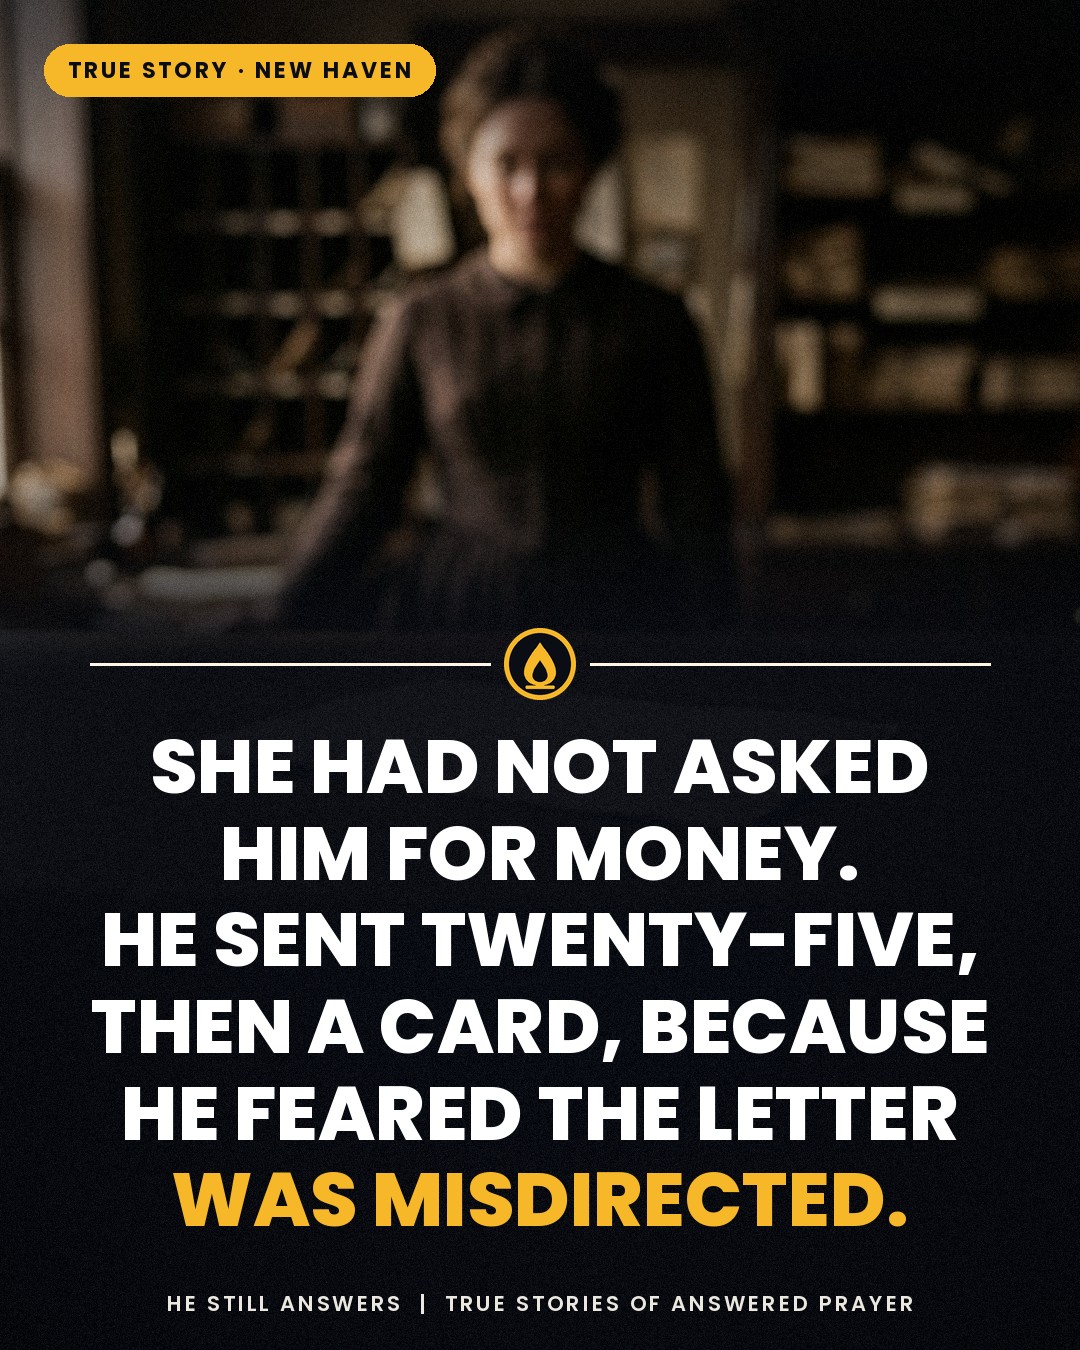 TRUE STORY · NEW HAVEN
SHE HAD NOT ASKED
HIM FOR MONEY.
HE SENT TWENTY-FIVE,
THEN A CARD, BECAUSE
HE FEARED THE LETTER
WAS MISDIRECTED.
HE STILL ANSWERS | TRUE STORIES OF ANSWERED PRAYER